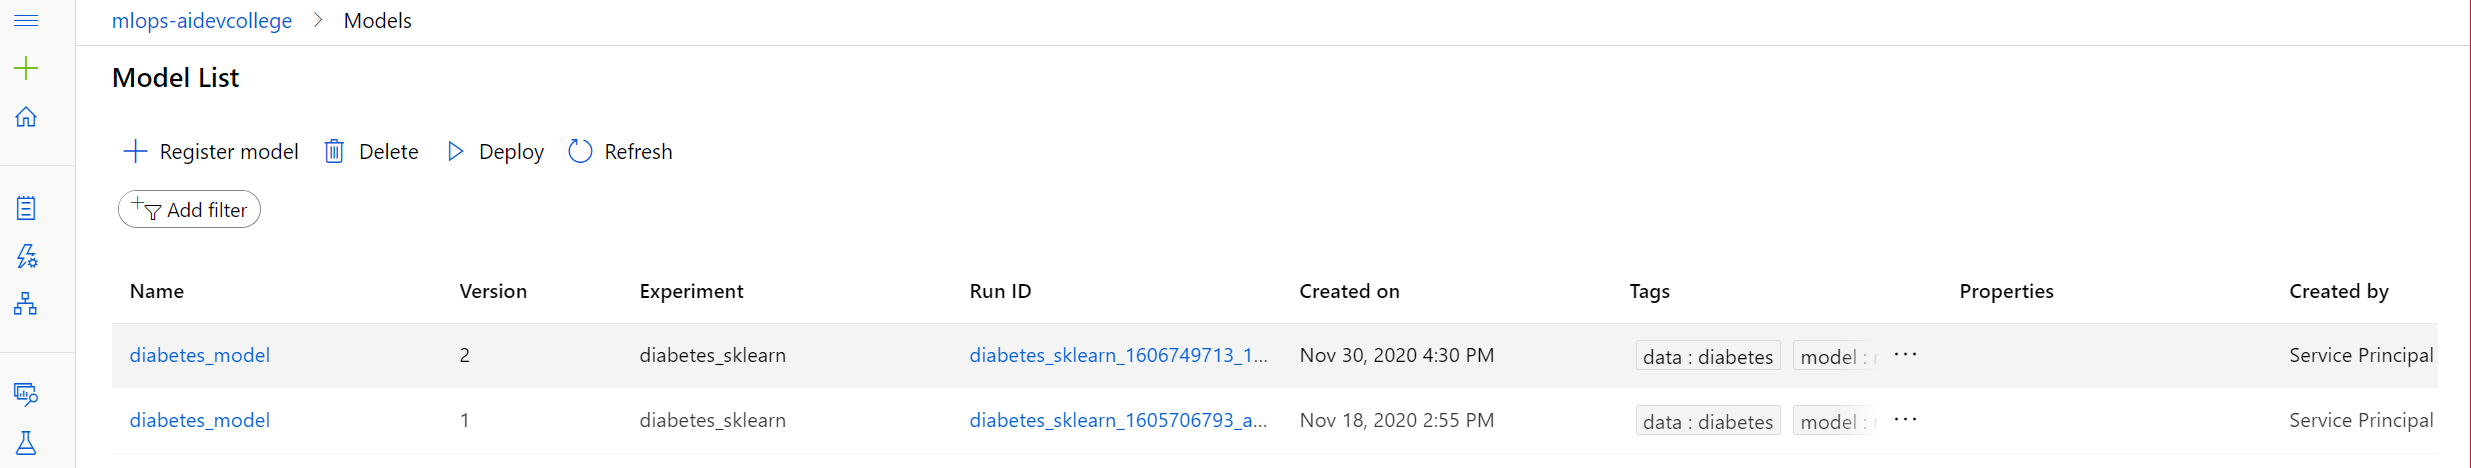 mlops-aidevcollege > Models
Model List
Register model Delete Deploy Refresh
Add filter
Name Version Experiment Run ID Created on Tags Properties Created by
diabetes_model 2 diabetes_sklearn diabetes_sklearn_1606749713_1... Nov 30, 2020 4:30 PM data : diabetes model : ... Service Principal
diabetes_model 1 diabetes_sklearn diabetes_sklearn_1605706793_a... Nov 18, 2020 2:55 PM data : diabetes model : ... Service Principal